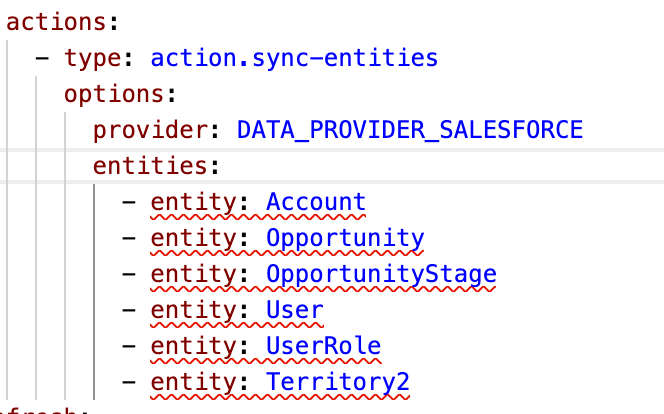 actions:
- type: action.sync-entities
options:
provider: DATA_PROVIDER_SALESFORCE
entities:
- entity: Account
- entity: Opportunity
- entity: OpportunityStage
- entity: User
- entity: UserRole
- entity: Territory2